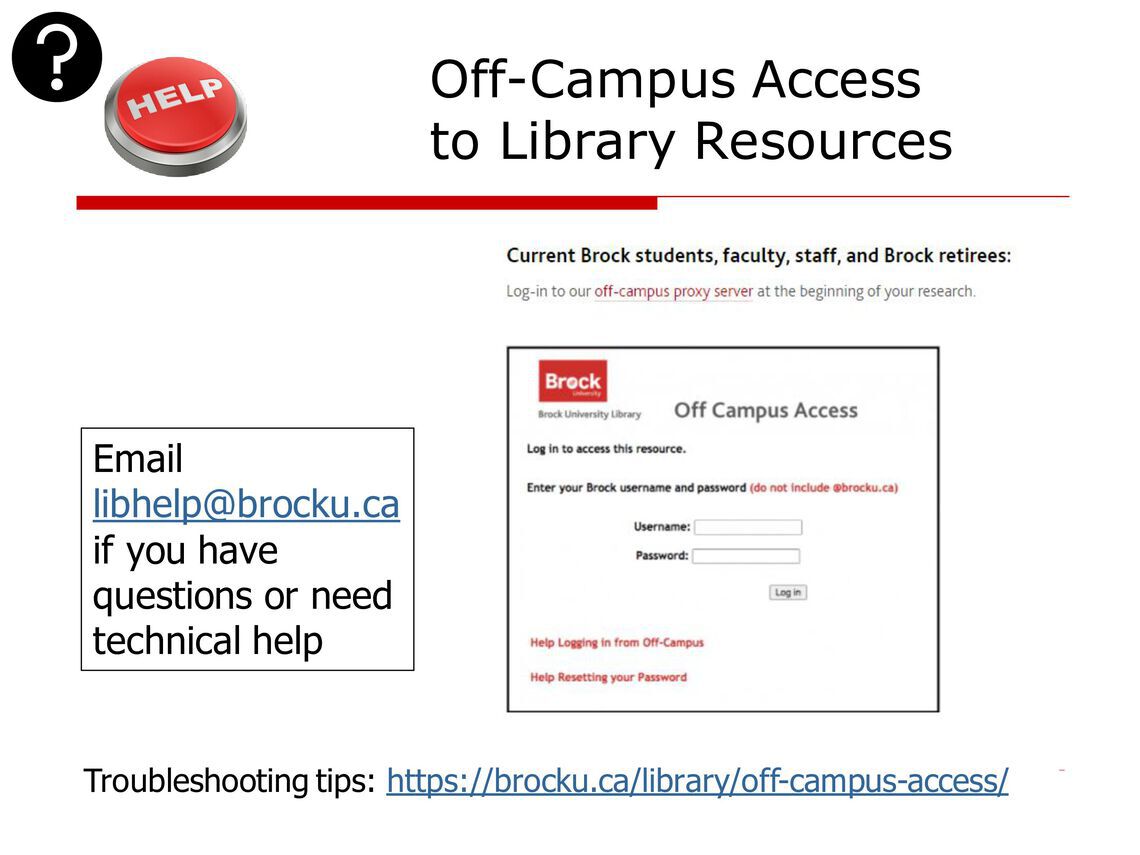 ?
HELP
Off-Campus Access
to Library Resources
Current Brock students, faculty, staff, and Brock retirees:
Log-in to our off-campus proxy server at the beginning of your research.
Brock
University
Brock University Library
Off Campus Access
Log in to access this resource.
Enter your Brock username and password (do not include @brocku.ca)
Username:
Password:
Log in
Help Logging in from Off-Campus
Help Resetting your Password
Email
libhelp@brocku.ca
if you have
questions or need
technical help
Troubleshooting tips: https://brocku.ca/library/off-campus-access/